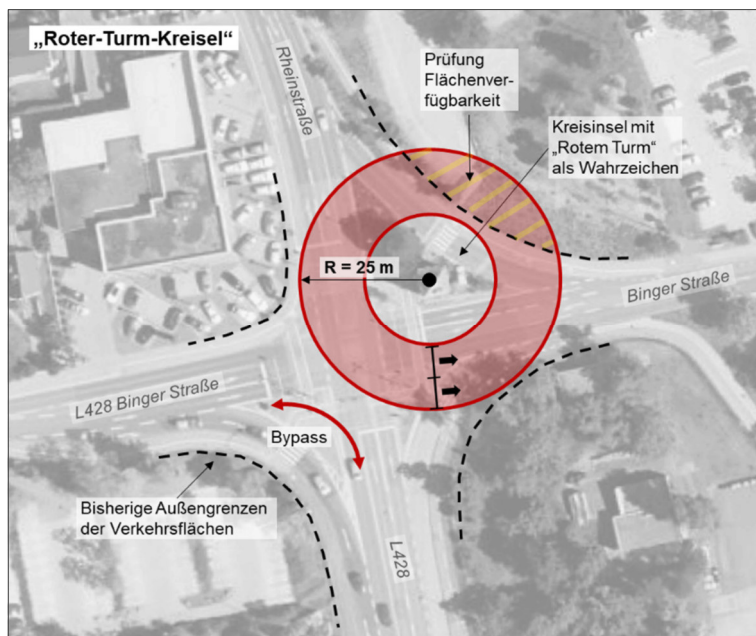 „Roter-Turm-Kreisel“
Rheinstraße
Prüfung
Flächenver-
fügbarkeit
Kreisinsel mit
„Rotem Turm“
als Wahrzeichen
R = 25 m
Binger Straße
L428 Binger Straße
Bypass
Bisherige Außengrenzen
der Verkehrsflächen
L428